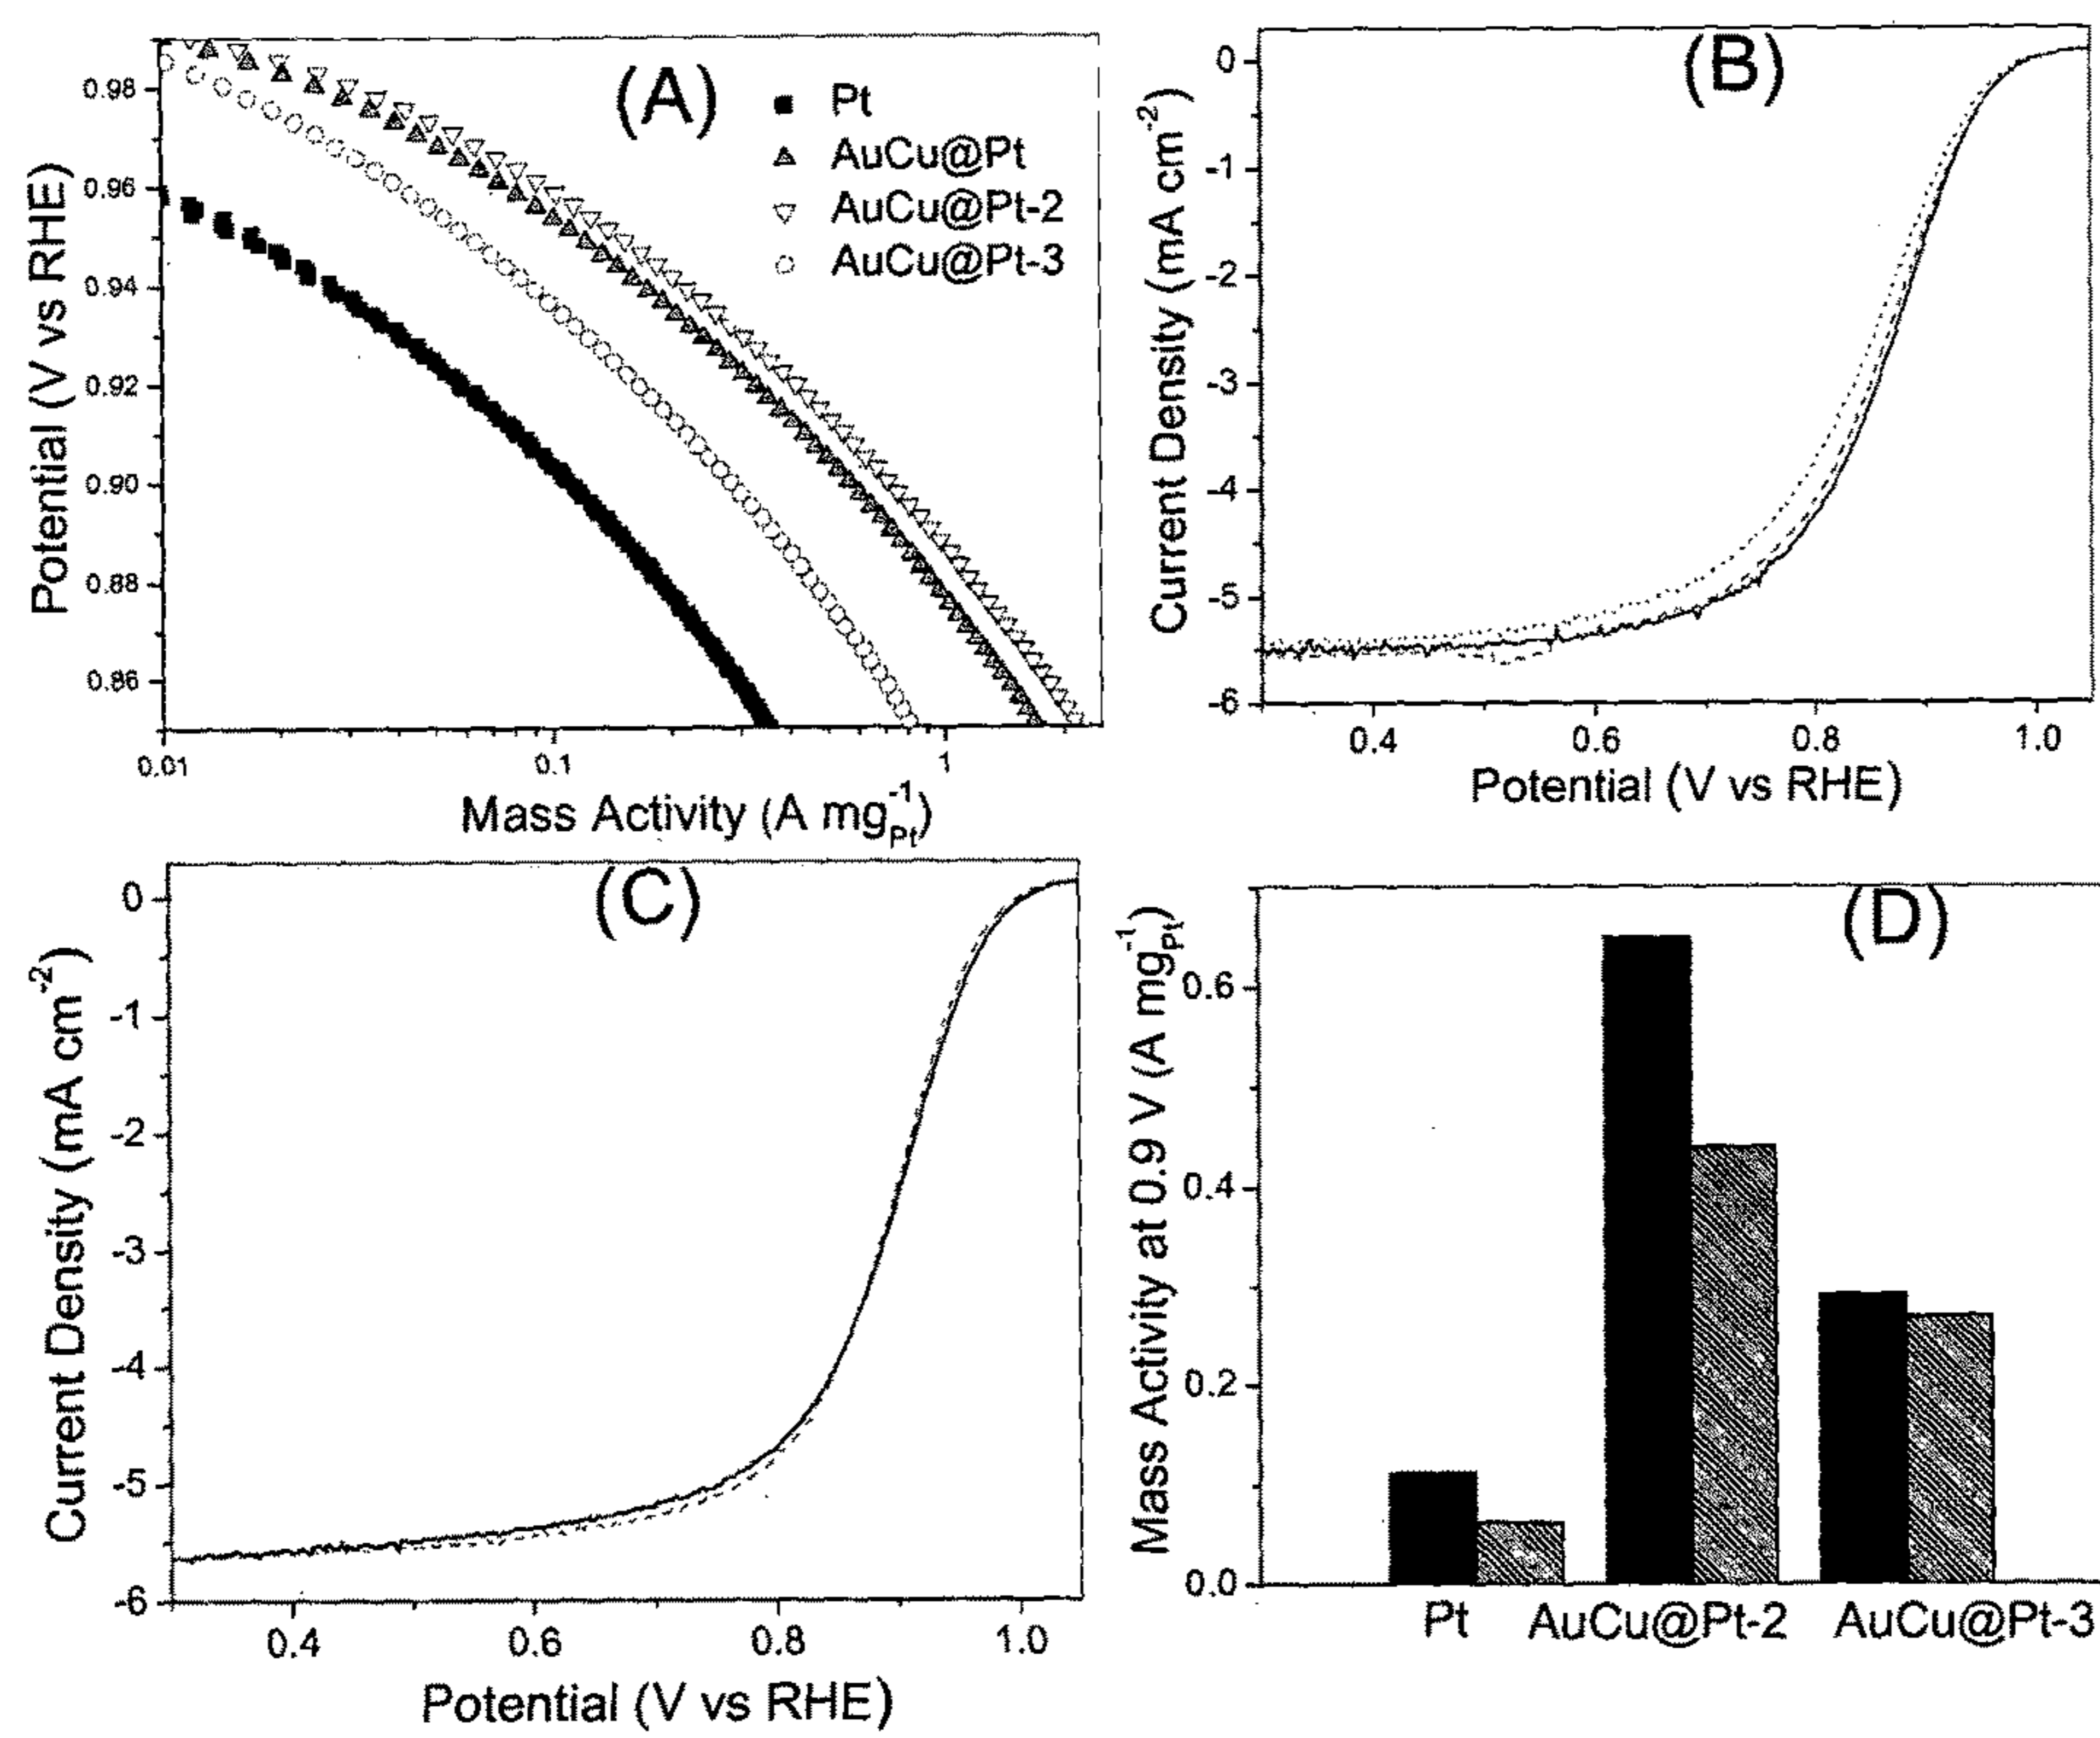 (A)
Pt
AuCu@Pt
AuCu@Pt-2
AuCu@Pt-3
Potential (V vs RHE)
0.98
0.96
0.94
0.92
0.90
0.88
0.86
0.01
0.1
1
Mass Activity (A mg⁻¹Pt)
(B)
Current Density (mA cm⁻²)
0
-1
-2
-3
-4
-5
-6
0.4
0.6
0.8
1.0
Potential (V vs RHE)
(C)
Current Density (mA cm⁻²)
0
-1
-2
-3
-4
-5
-6
0.4
0.6
0.8
1.0
Potential (V vs RHE)
(D)
Mass Activity at 0.9 V (A mg⁻¹Pt)
0.6
0.4
0.2
0.0
Pt
AuCu@Pt-2
AuCu@Pt-3